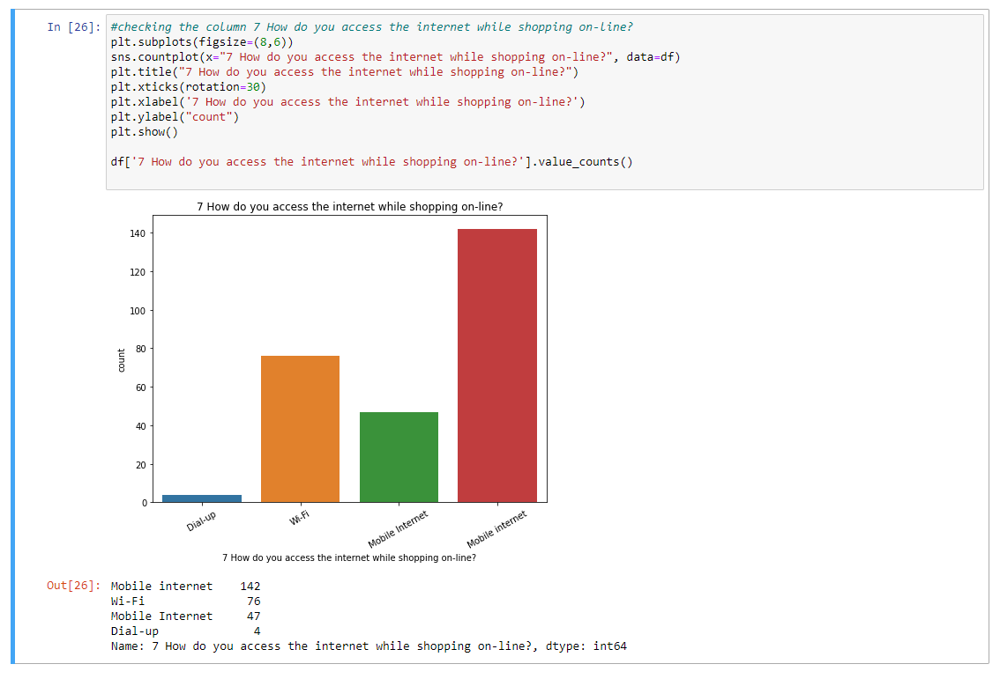 In [26]: #checking the column 7 How do you access the internet while shopping on-line?
plt.subplots(figsize=(8,6))
sns.countplot(x="7 How do you access the internet while shopping on-line?", data=df)
plt.title("7 How do you access the internet while shopping on-line?")
plt.xticks(rotation=30)
plt.xlabel('7 How do you access the internet while shopping on-line?')
plt.ylabel("count")
plt.show()
df['7 How do you access the internet while shopping on-line?'].value_counts()
7 How do you access the internet while shopping on-line?
140
120
100
80
60
40
20
0
count
Dial-up
Wi-Fi
Mobile Internet
Mobile internet
7 How do you access the internet while shopping on-line?
Out[26]: Mobile internet 142
Wi-Fi 76
Mobile Internet 47
Dial-up 4
Name: 7 How do you access the internet while shopping on-line?, dtype: int64